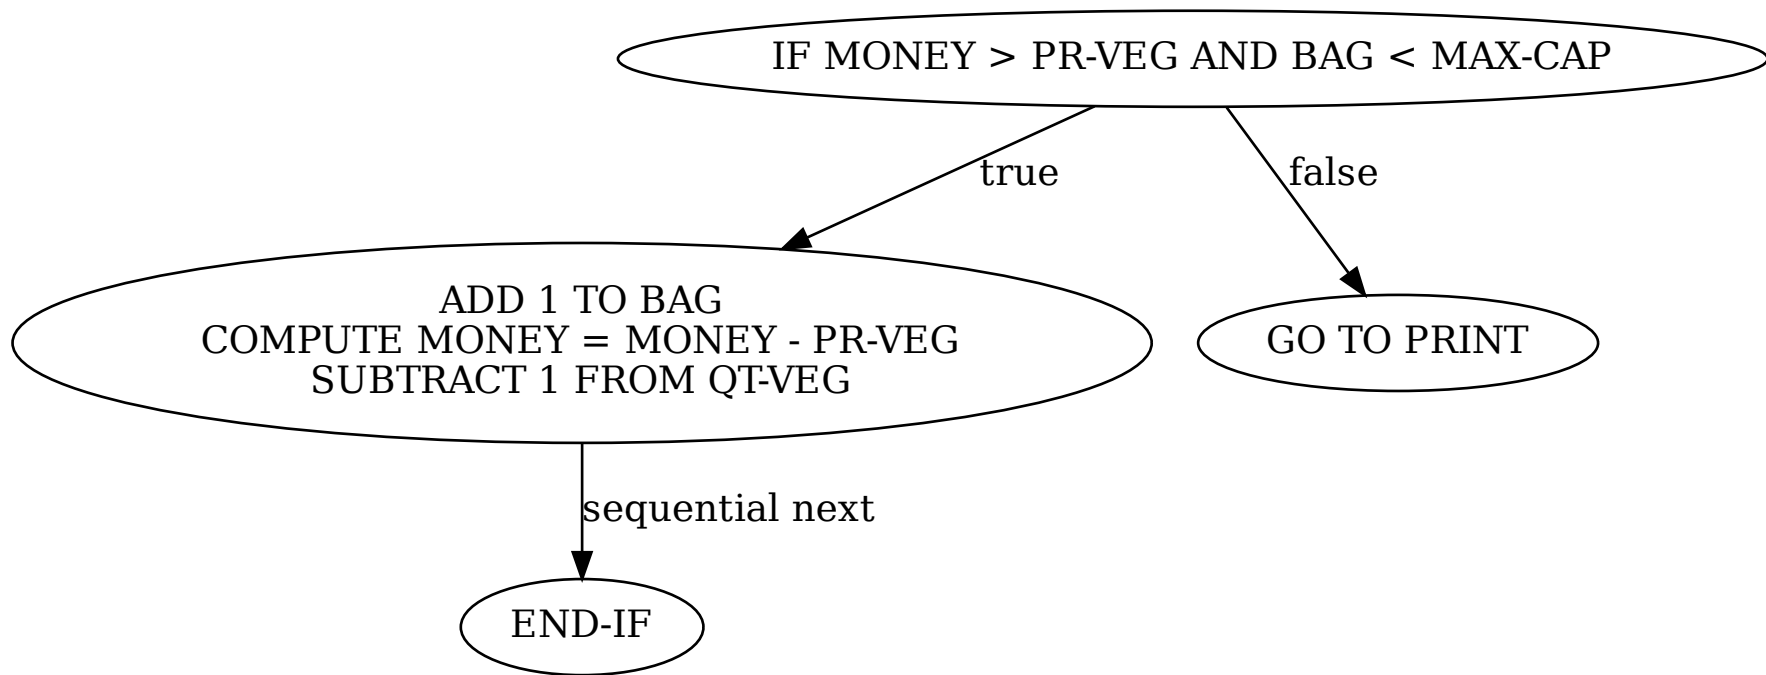 IF MONEY > PR-VEG AND BAG < MAX-CAP
true
false
ADD 1 TO BAG
COMPUTE MONEY = MONEY - PR-VEG
SUBTRACT 1 FROM QT-VEG
GO TO PRINT
sequential next
END-IF